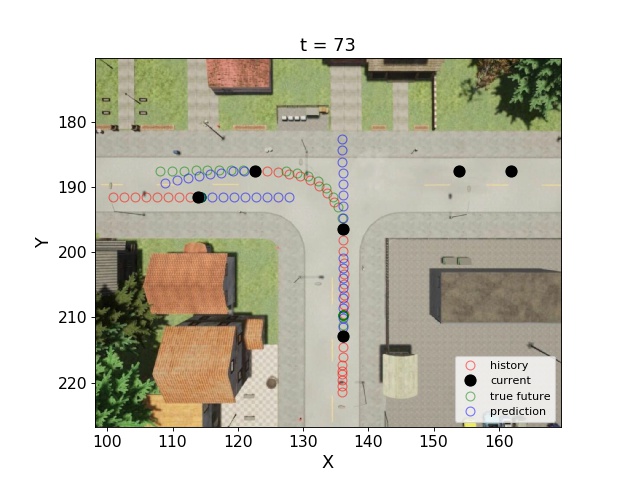 t = 73
Y
180
190
200
210
220
100
110
120
130
140
150
160
X
history
current
true future
prediction